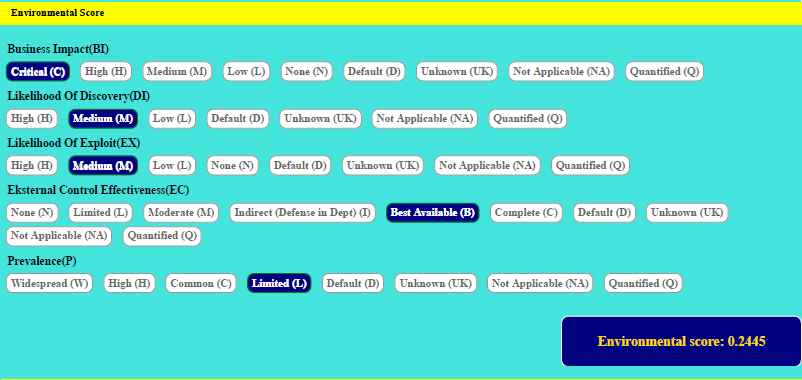 Environmental Score
Business Impact(BI)
Critical (C) High (H) Medium (M) Low (L) None (N) Default (D) Unknown (UK) Not Applicable (NA) Quantified (Q)
Likelihood Of Discovery(DI)
High (H) Medium (M) Low (L) Default (D) Unknown (UK) Not Applicable (NA) Quantified (Q)
Likelihood Of Exploit(EX)
High (H) Medium (M) Low (L) None (N) Default (D) Unknown (UK) Not Applicable (NA) Quantified (Q)
Eksternal Control Effectiveness(EC)
None (N) Limited (L) Moderate (M) Indirect (Defense in Dept) (I) Best Available (B) Complete (C) Default (D) Unknown (UK)
Not Applicable (NA) Quantified (Q)
Prevalence(P)
Widespread (W) High (H) Common (C) Limited (L) Default (D) Unknown (UK) Not Applicable (NA) Quantified (Q)
Environmental score: 0.2445